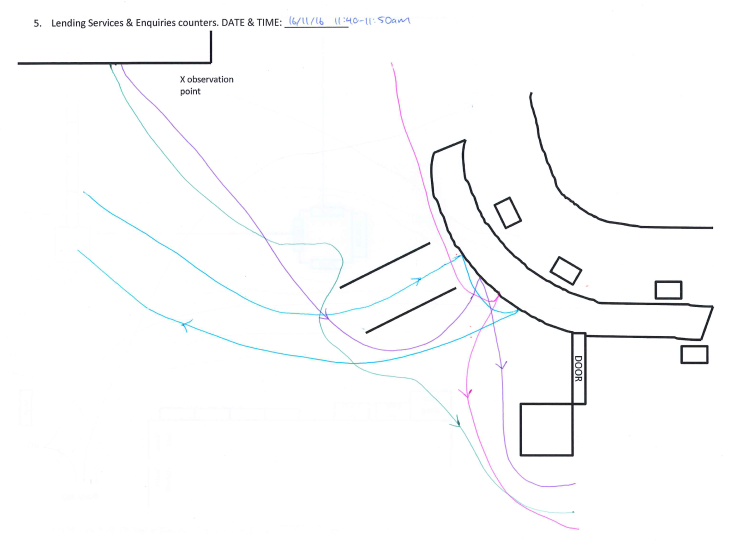 5. Lending Services & Enquiries counters. DATE & TIME: 16/11/16 11:40-11:50am
X observation
point
DOOR